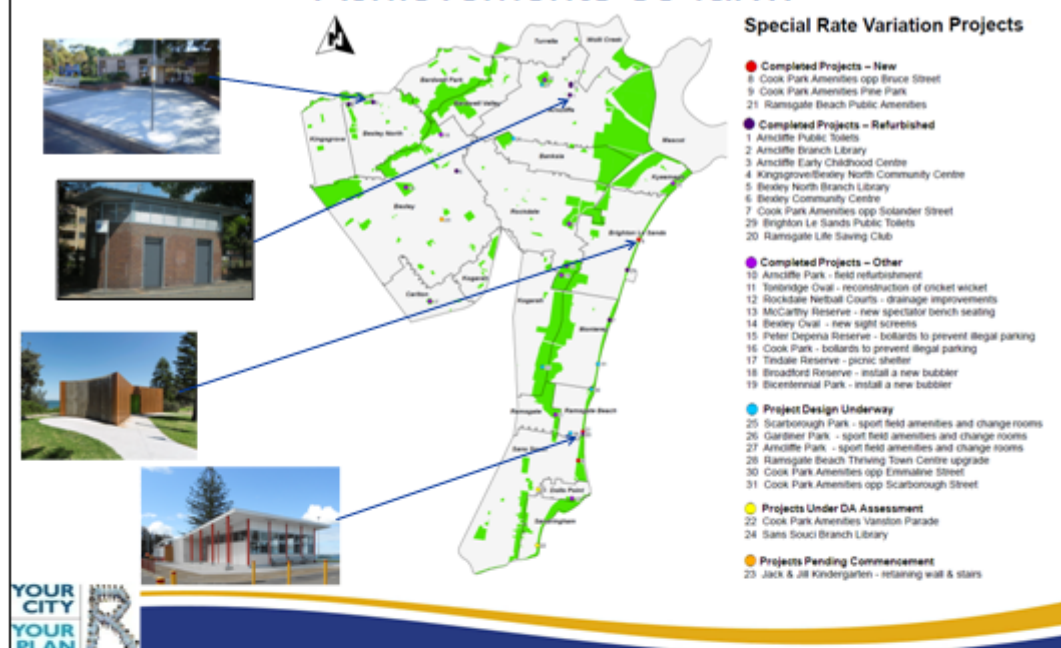 Special Rate Variation Projects
Completed Projects – New
8 Cook Park Amenities opp Bruce Street
9 Cook Park Amenities Pine Park
21 Ramsgate Beach Public Amenities
Completed Projects – Refurbished
1 Arncliffe Public Toilets
2 Arncliffe Branch Library
3 Arncliffe Early Childhood Centre
4 Kingsgrove/Bexley North Community Centre
5 Bexley North Branch Library
6 Bexley Community Centre
7 Cook Park Amenities opp Solander Street
29 Brighton Le Sands Public Toilets
20 Ramsgate Life Saving Club
Completed Projects – Other
10 Arncliffe Park - field refurbishment
11 Tonbridge Oval - reconstruction of cricket wicket
12 Rockdale Netball Courts - drainage improvements
13 McCarthy Reserve - new spectator bench seating
14 Bexley Oval - new sight screens
15 Peter Depena Reserve - bollards to prevent illegal parking
16 Cook Park - bollards to prevent illegal parking
17 Tindale Reserve - picnic shelter
18 Broadford Reserve - install a new bubbler
19 Bicentennial Park - install a new bubbler
Project Design Underway
25 Scarborough Park - sport field amenities and change rooms
26 Gardiner Park - sport field amenities and change rooms
27 Arncliffe Park - sport field amenities and change rooms
28 Ramsgate Beach Thriving Town Centre upgrade
30 Cook Park Amenities opp Emmaline Street
31 Cook Park Amenities opp Scarborough Street
Projects Under DA Assessment
22 Cook Park Amenities Vanston Parade
24 Sans Souci Branch Library
Projects Pending Commencement
23 Jack & Jill Kindergarten - retaining wall & stairs
Turrella
Wolli Creek
Bardwell Park
Bardwell Valley
Kingsgrove
Bexley North
Mascot
Banksia
Kyeemagh
Bexley
Rockdale
Brighton Le Sands
Kogarah
Carlton
Kogarah
Monterey
Ramsgate
Ramsgate Beach
Dolls Point
Sandringham
YOUR
CITY
YOUR
PLAN